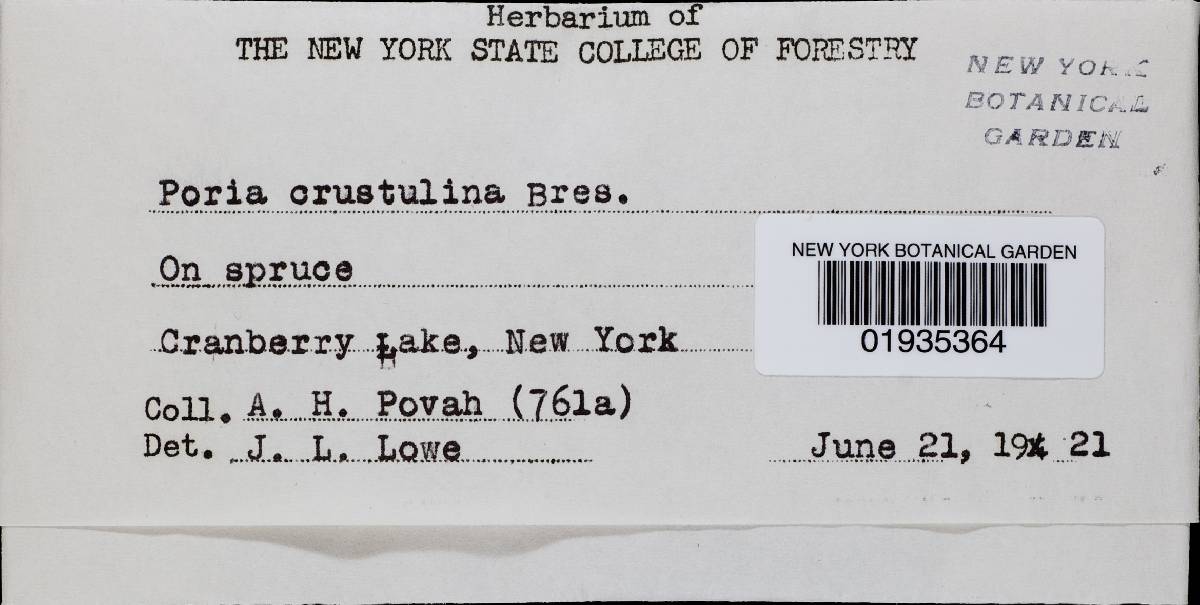 Herbarium of
THE NEW YORK STATE COLLEGE OF FORESTRY
NEW YORK
BOTANICAL
GARDEN
Poria crustulina Bres.
On spruce
NEW YORK BOTANICAL GARDEN
01935364
Cranberry Lake, New York
Coll. A. H. Povah (761a)
Det. J. L. Lowe
June 21, 19 21